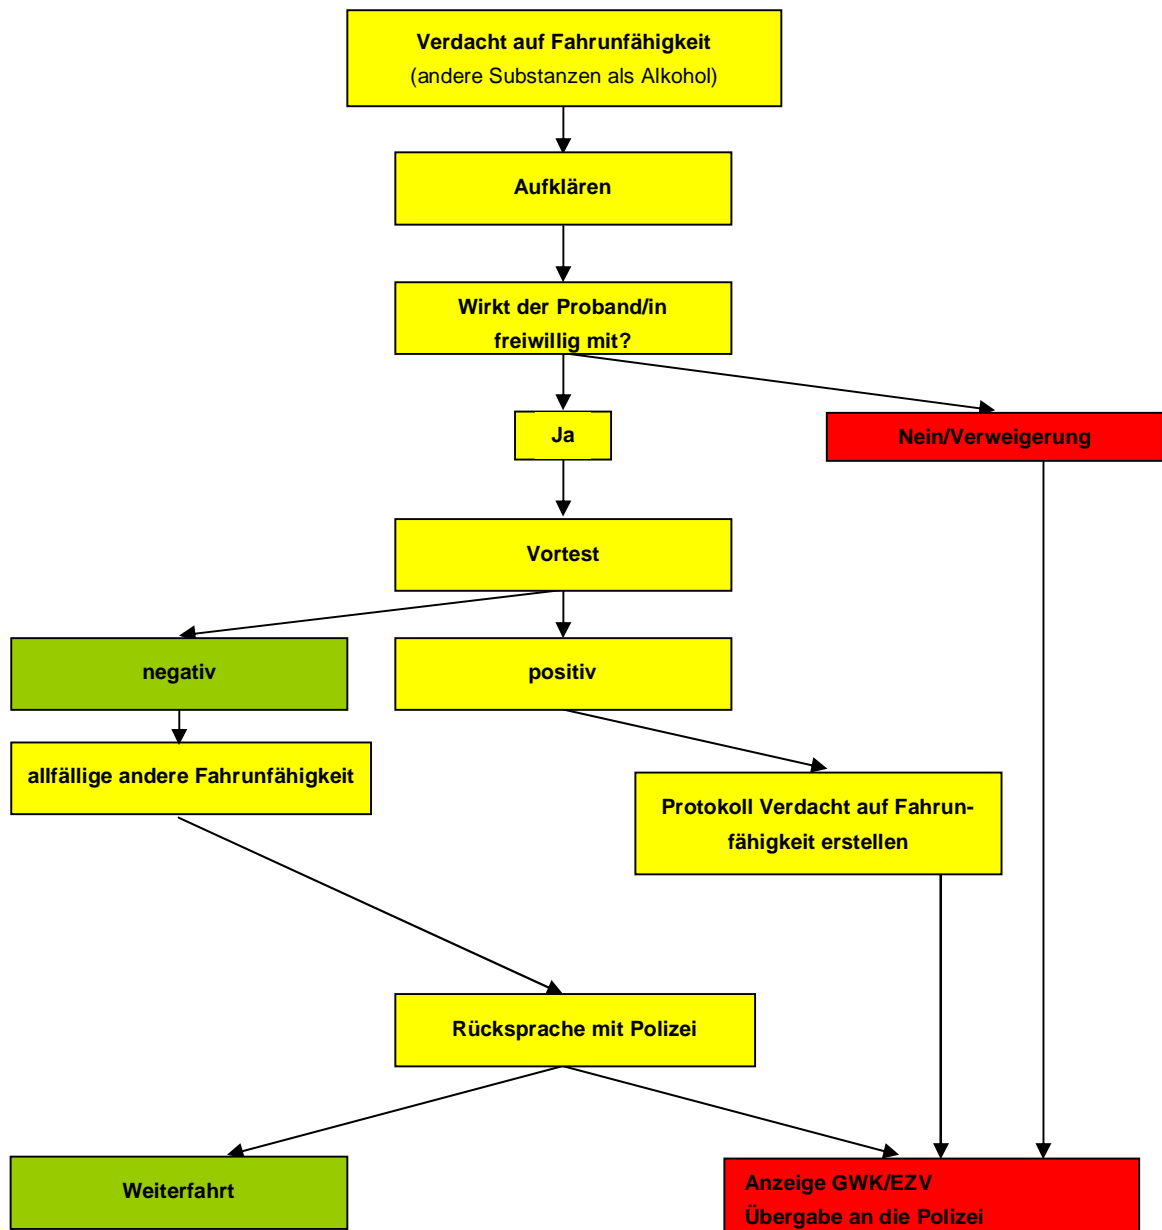 Verdacht auf Fahrunfähigkeit
(andere Substanzen als Alkohol)
Aufklären
Wirkt der Proband/in
freiwillig mit?
Ja
Nein/Verweigerung
Vortest
negativ
positiv
allfällige andere Fahrunfähigkeit
Protokoll Verdacht auf Fahrun-
fähigkeit erstellen
Rücksprache mit Polizei
Weiterfahrt
Anzeige GWK/EZV
Übergabe an die Polizei